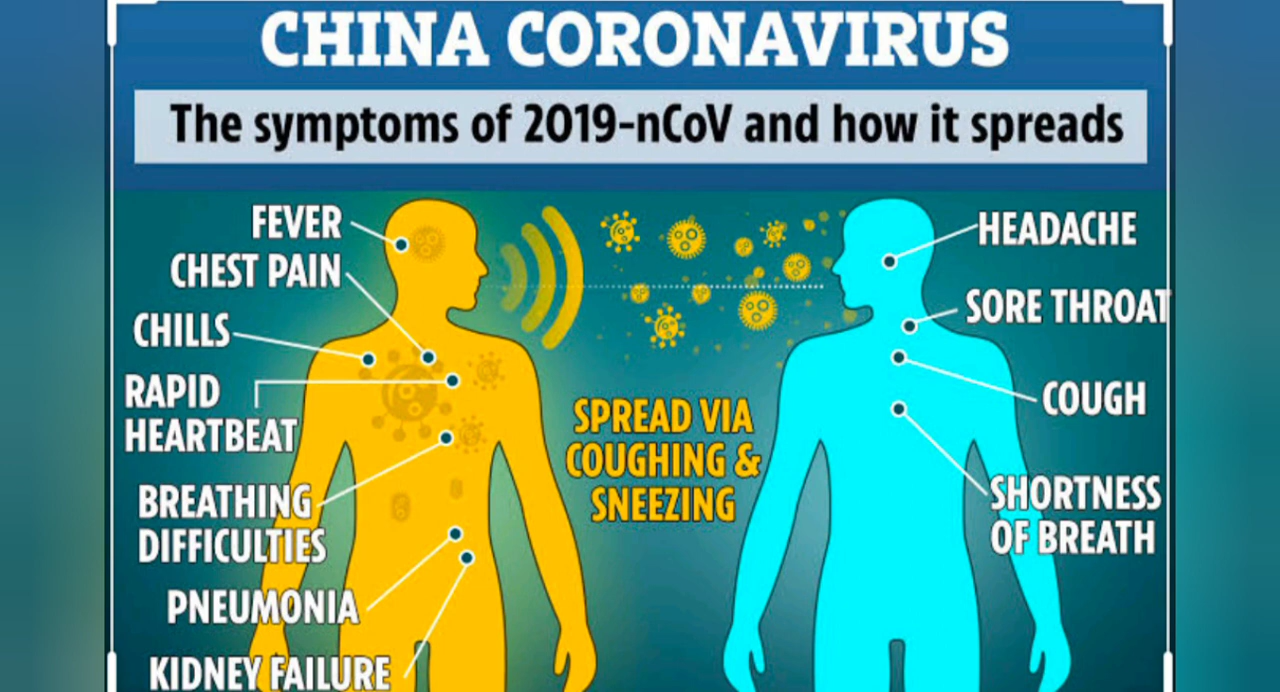 CHINA CORONAVIRUS
The symptoms of 2019-nCoV and how it spreads
FEVER
CHEST PAIN
CHILLS
RAPID
HEARTBEAT
BREATHING
DIFFICULTIES
PNEUMONIA
KIDNEY FAILURE
SPREAD VIA
COUGHING &
SNEEZING
HEADACHE
SORE THROAT
COUGH
SHORTNESS
OF BREATH